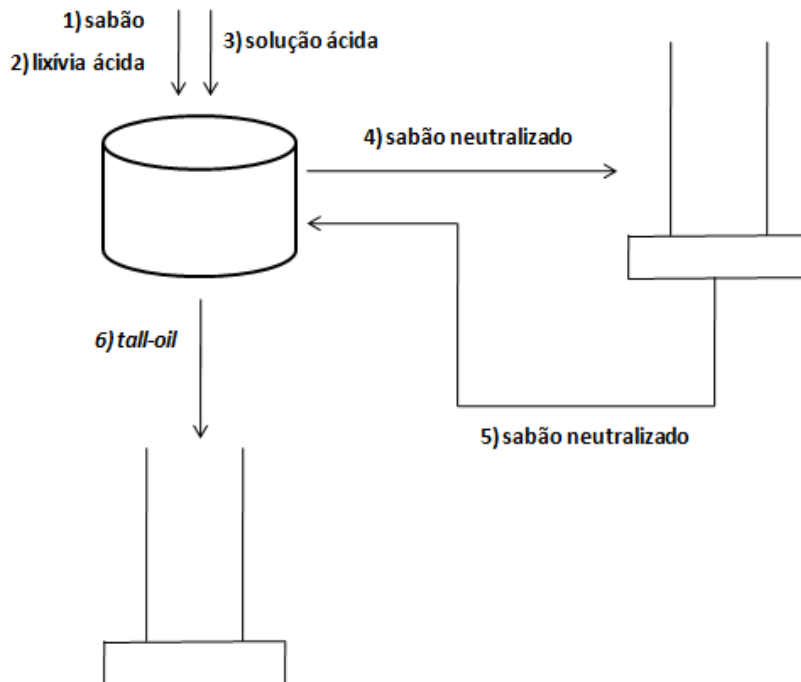 1) sabão
2) lixívia ácida
3) solução ácida
4) sabão neutralizado
5) sabão neutralizado
6) tall-oil